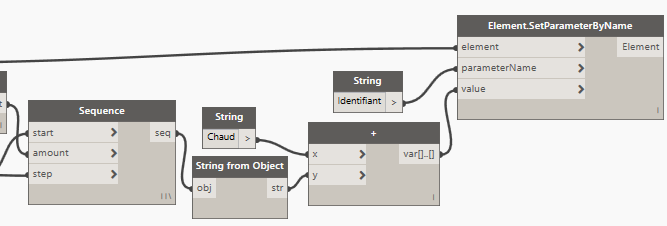 Element.SetParameterByName
element > Element
parameterName >
value >
String
Identifiant >
Sequence
start > seq
amount >
step >
String
Chaud >
String from Object
obj str
+
x > var[]..[]
y >
t